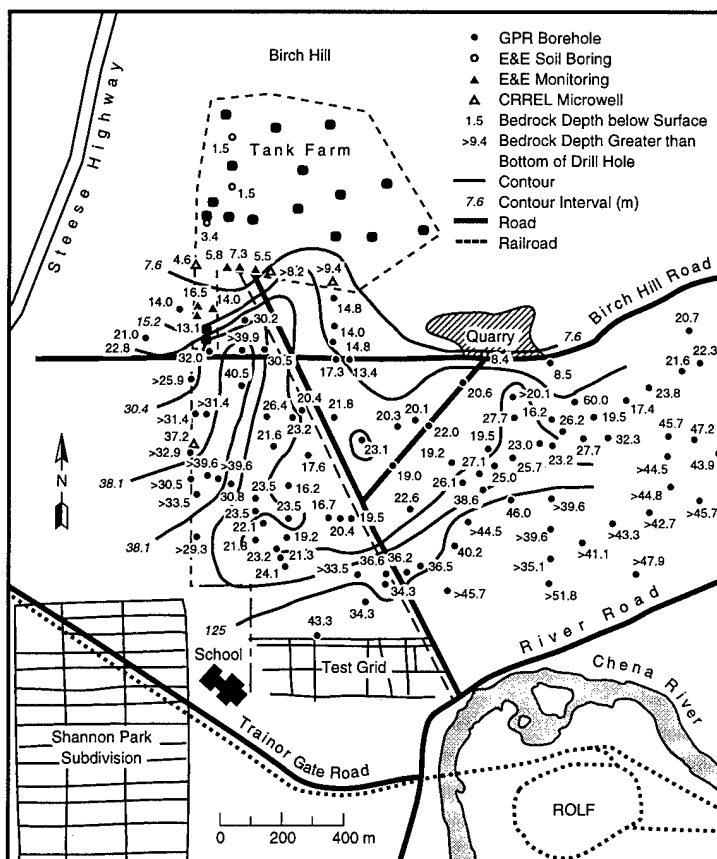 Birch Hill
Steese Highway
GPR Borehole
E&E Soil Boring
E&E Monitoring
CRREL Microwell
1.5 Bedrock Depth below Surface
>9.4 Bedrock Depth Greater than
Bottom of Drill Hole
Contour
7.6 Contour Interval (m)
Road
Railroad
1.5
Tank Farm
1.5
3.4
4.6 5.8 7.3 5.5
7.6 >8.2 >9.4
16.5
14.0 14.0 14.8
15.2 13.1 30.2 14.0
21.0 >39.9 14.8
22.8 32.0 30.5 17.3 13.4
Quarry 7.6
8.4 8.5
Birch Hill Road
20.7
21.6 22.3
>25.9 40.5 20.6 >20.1 60.0 23.8
30.4 >31.4 26.4 20.4 21.8 20.3 20.1 27.7 16.2 26.2 19.5 17.4
23.2 22.0
37.2 21.6 23.1 19.5 23.0 27.7 32.3 45.7 47.2
>32.9 17.6 19.2 27.1 25.7 23.2
>39.6 >39.6 19.0 26.1 25.0 >44.5 43.9
N
38.1 >30.5 30.8 23.5 16.2 22.6 38.6 >44.8
>33.5 23.5 23.5 16.7 19.5 46.0 >39.6 >45.7
22.1 20.4 >44.5 >42.7
38.1 >29.3 21.8 19.2 40.2 >39.6 >43.3
23.2 21.3 36.6 36.2 >41.1
24.1 >33.5 36.5 >35.1 >47.9
34.3 >45.7 >51.8
34.3
125 43.3
River Road
School
Test Grid
Chena River
Shannon Park
Subdivision
Trainor Gate Road
ROLF
0 200 400 m